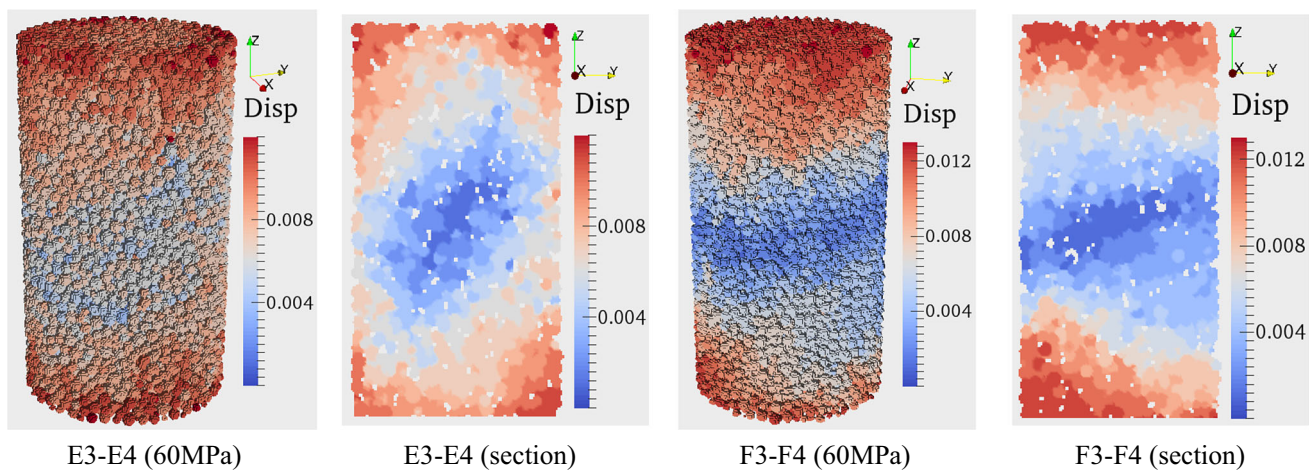 Z
Y
X
Disp
0.008
0.004
Z
X
Y
Disp
0.008
0.004
Z
Y
X
Disp
0.012
0.008
0.004
Z
X
Y
Disp
0.012
0.008
0.004
E3-E4 (60MPa)
E3-E4 (section)
F3-F4 (60MPa)
F3-F4 (section)